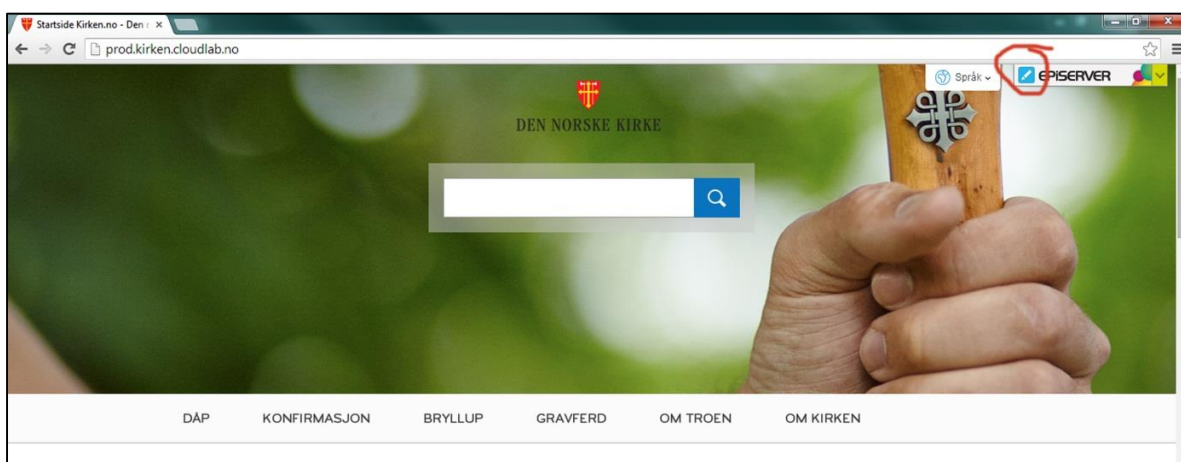 Startside Kirken.no - Den
prod.kirken.cloudlab.no
Språk
EPiSERVER
DEN NORSKE KIRKE
DÅP KONFIRMASJON BRYLLUP GRAVFERD OM TROEN OM KIRKEN